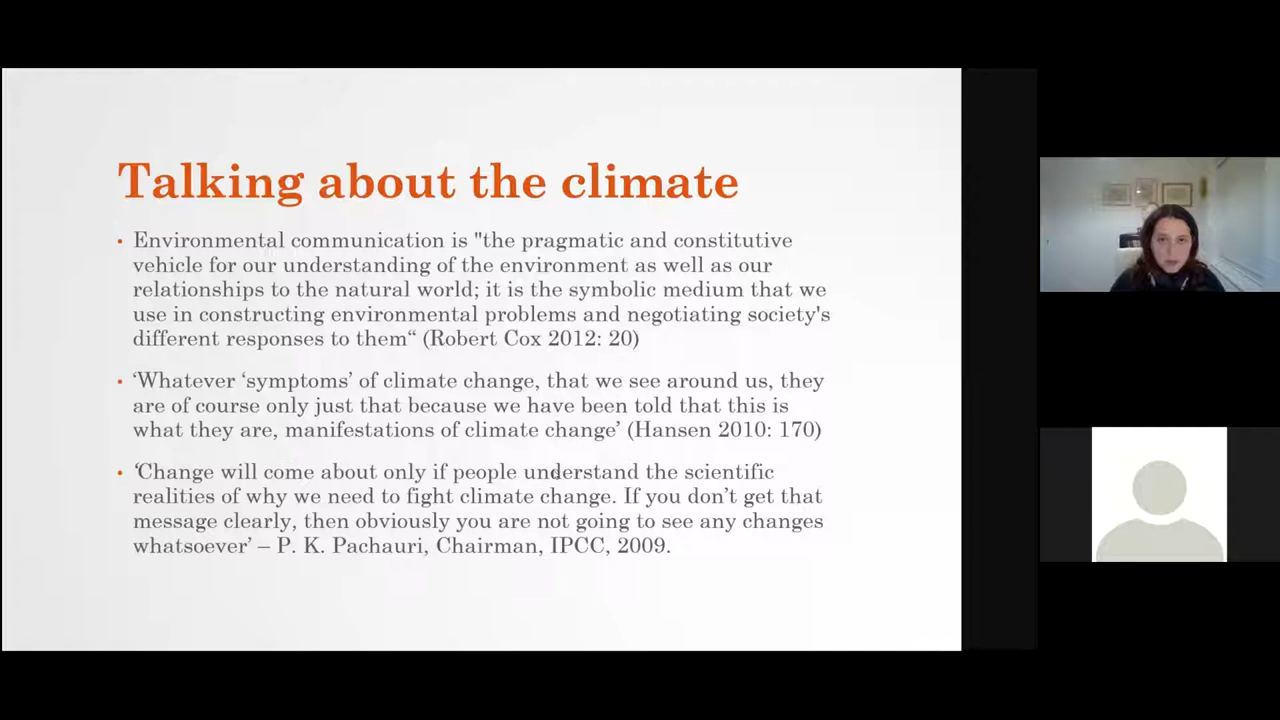 Talking about the climate
• Environmental communication is "the pragmatic and constitutive
vehicle for our understanding of the environment as well as our
relationships to the natural world; it is the symbolic medium that we
use in constructing environmental problems and negotiating society's
different responses to them“ (Robert Cox 2012: 20)
• ‘Whatever ‘symptoms’ of climate change, that we see around us, they
are of course only just that because we have been told that this is
what they are, manifestations of climate change’ (Hansen 2010: 170)
• ‘Change will come about only if people understand the scientific
realities of why we need to fight climate change. If you don’t get that
message clearly, then obviously you are not going to see any changes
whatsoever’ – P. K. Pachauri, Chairman, IPCC, 2009.